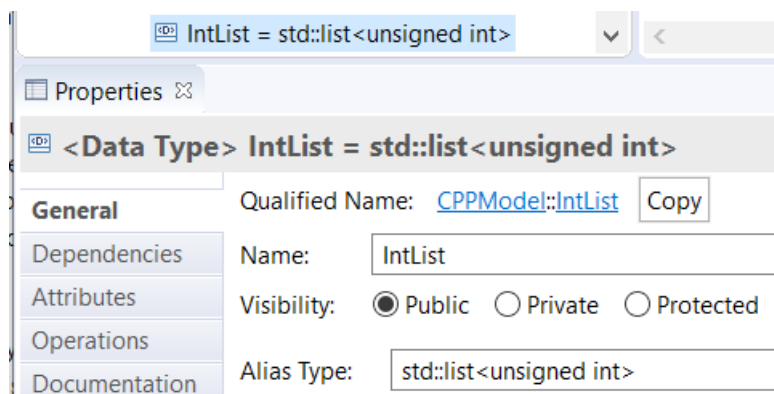 IntList = std::list<unsigned int>
Properties
<Data Type> IntList = std::list<unsigned int>
General
Qualified Name: CPPModel::IntList Copy
Dependencies
Name: IntList
Attributes
Visibility: Public Private Protected
Operations
Alias Type: std::list<unsigned int>
Documentation